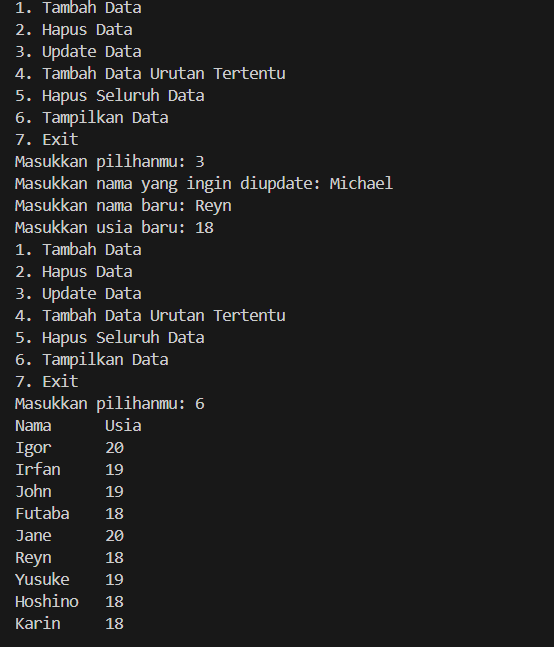 1. Tambah Data
2. Hapus Data
3. Update Data
4. Tambah Data Urutan Tertentu
5. Hapus Seluruh Data
6. Tampilkan Data
7. Exit
Masukkan pilihanmu: 3
Masukkan nama yang ingin diupdate: Michael
Masukkan nama baru: Reyn
Masukkan usia baru: 18
1. Tambah Data
2. Hapus Data
3. Update Data
4. Tambah Data Urutan Tertentu
5. Hapus Seluruh Data
6. Tampilkan Data
7. Exit
Masukkan pilihanmu: 6
Nama      Usia
Igor      20
Irfan     19
John      19
Futaba    18
Jane      20
Reyn      18
Yusuke    19
Hoshino   18
Karin     18